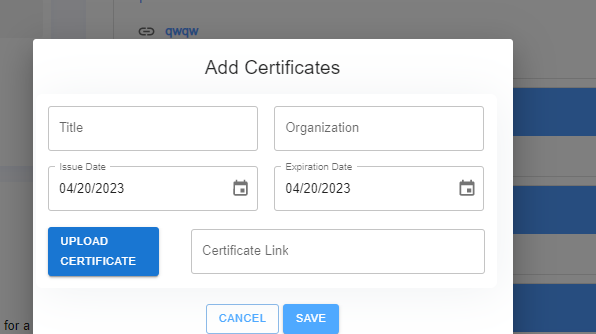 qwqw
Add Certificates
Title
Organization
Issue Date
Expiration Date
04/20/2023
04/20/2023
UPLOAD
CERTIFICATE
Certificate Link
for a
CANCEL
SAVE